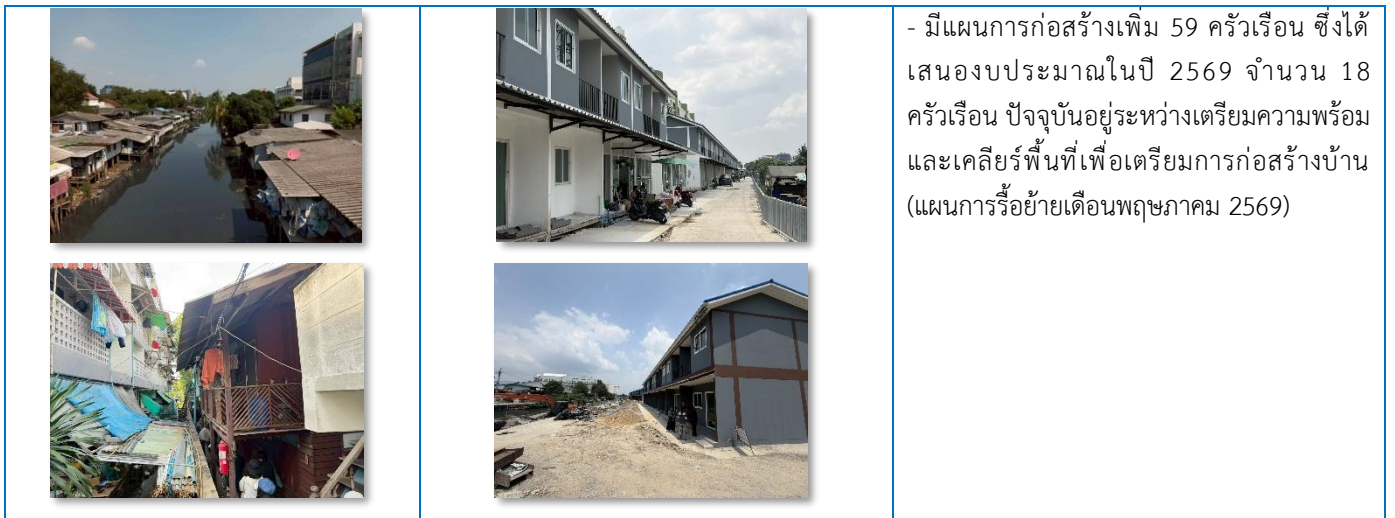 - มีแผนการก่อสร้างเพิ่ม 59 ครัวเรือน ซึ่งได้
เสนองบประมาณในปี 2569 จำนวน 18
ครัวเรือน ปัจจุบันอยู่ระหว่างเตรียมความพร้อม
และเคลียร์พื้นที่เพื่อเตรียมการก่อสร้างบ้าน
(แผนการรื้อย้ายเดือนพฤษภาคม 2569)